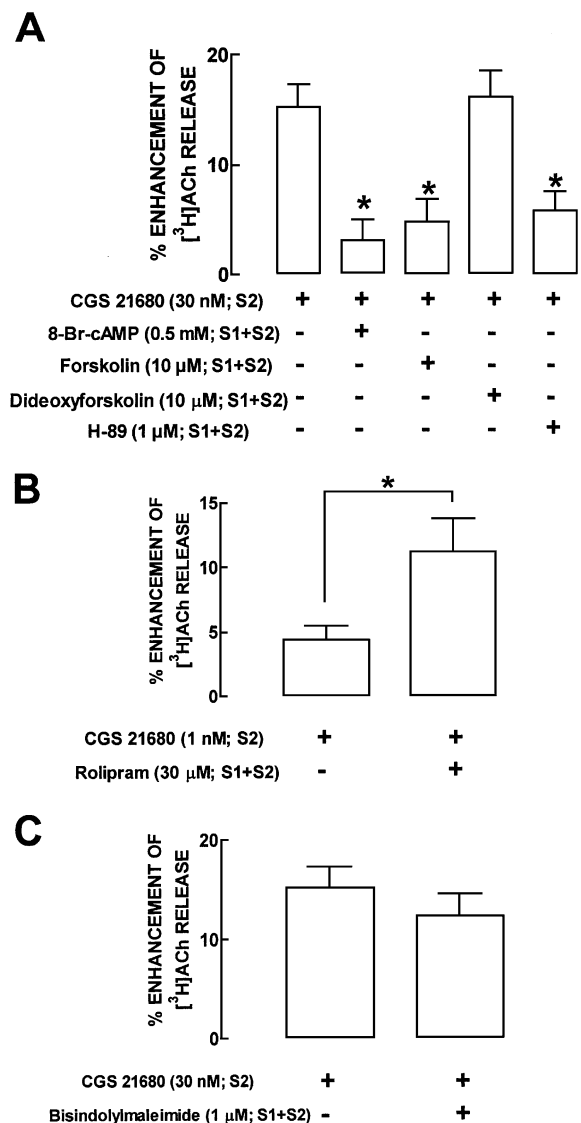 A
% ENHANCEMENT OF
[³H]ACh RELEASE
20
10
0
* * *
CGS 21680 (30 nM; S2) + + + + +
8-Br-cAMP (0.5 mM; S1+S2) - + - - -
Forskolin (10 µM; S1+S2) - - + - -
Dideoxyforskolin (10 µM; S1+S2) - - - + -
H-89 (1 µM; S1+S2) - - - - +
B
% ENHANCEMENT OF
[³H]ACh RELEASE
15
10
5
0
*
CGS 21680 (1 nM; S2) + +
Rolipram (30 µM; S1+S2) - +
C
% ENHANCEMENT OF
[³H]ACh RELEASE
20
10
0
CGS 21680 (30 nM; S2) + +
Bisindolylmaleimide (1 µM; S1+S2) - +